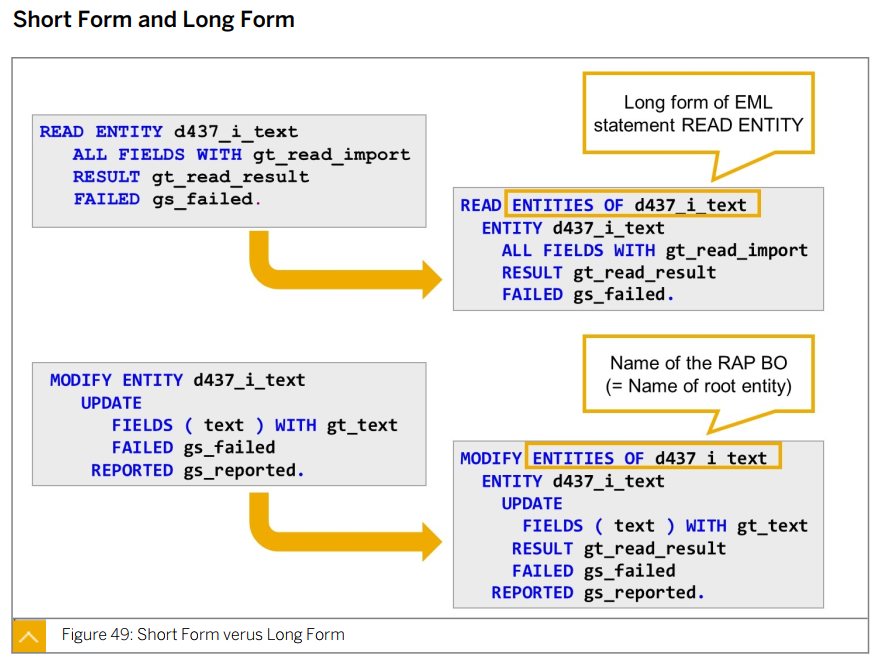 Short Form and Long Form
READ ENTITY d437_i_text
ALL FIELDS WITH gt_read_import
RESULT gt_read_result
FAILED gs_failed.
Long form of EML
statement READ ENTITY
READ ENTITIES OF d437_i_text
ENTITY d437_i_text
ALL FIELDS WITH gt_read_import
RESULT gt_read_result
FAILED gs_failed.
MODIFY ENTITY d437_i_text
UPDATE
FIELDS ( text ) WITH gt_text
FAILED gs_failed
REPORTED gs_reported.
Name of the RAP BO
(= Name of root entity)
MODIFY ENTITIES OF d437_i_text
ENTITY d437_i_text
UPDATE
FIELDS ( text ) WITH gt_text
RESULT gt_read_result
FAILED gs_failed
REPORTED gs_reported.
Figure 49: Short Form verus Long Form